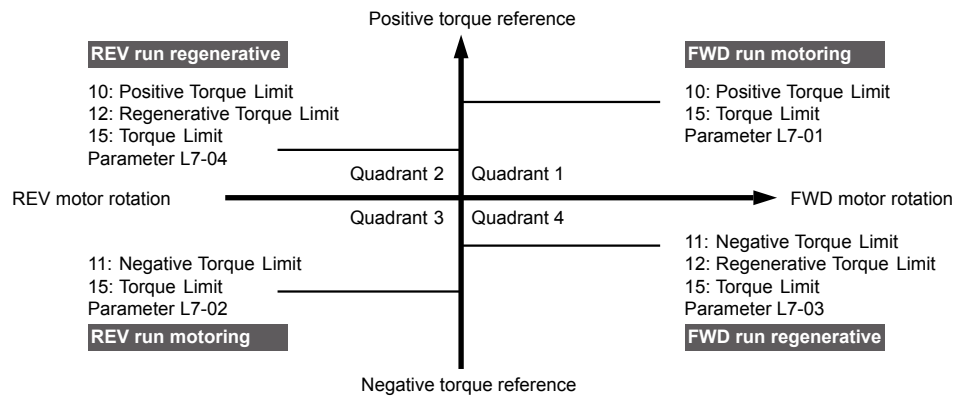 Positive torque reference
REV run regenerative
10: Positive Torque Limit
12: Regenerative Torque Limit
15: Torque Limit
Parameter L7-04
FWD run motoring
10: Positive Torque Limit
15: Torque Limit
Parameter L7-01
Quadrant 2
Quadrant 1
REV motor rotation
FWD motor rotation
Quadrant 3
Quadrant 4
11: Negative Torque Limit
15: Torque Limit
Parameter L7-02
REV run motoring
11: Negative Torque Limit
12: Regenerative Torque Limit
15: Torque Limit
Parameter L7-03
FWD run regenerative
Negative torque reference